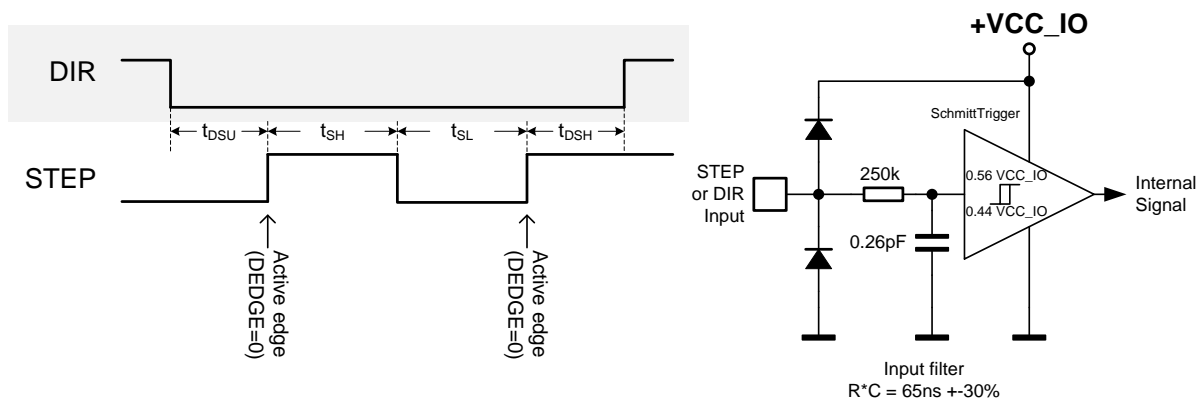 DIR
tDSU
tSH
tSL
tDSH
STEP
Active edge
(DEDGE=0)
Active edge
(DEDGE=0)
+VCC_IO
SchmittTrigger
STEP
or DIR
Input
250k
0.26pF
0.56 VCC_IO
0.44 VCC_IO
Internal
Signal
Input filter
R*C = 65ns +-30%